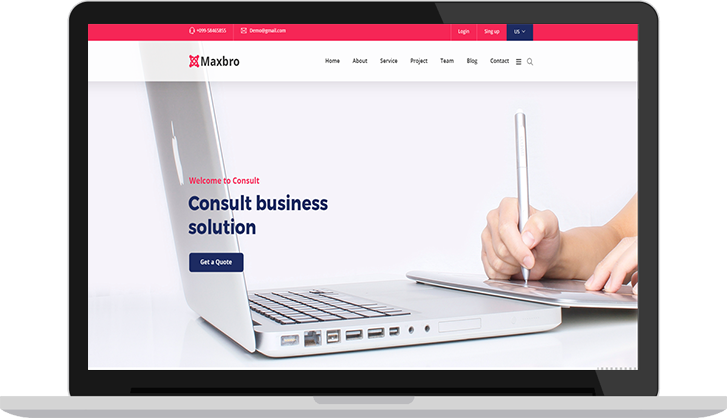 +099-58465855
Demo@gmail.com
Login
Sing up
US
Maxbro
Home
About
Service
Project
Team
Blog
Contact
Welcome to Consult
Consult business
solution
Get a Quote